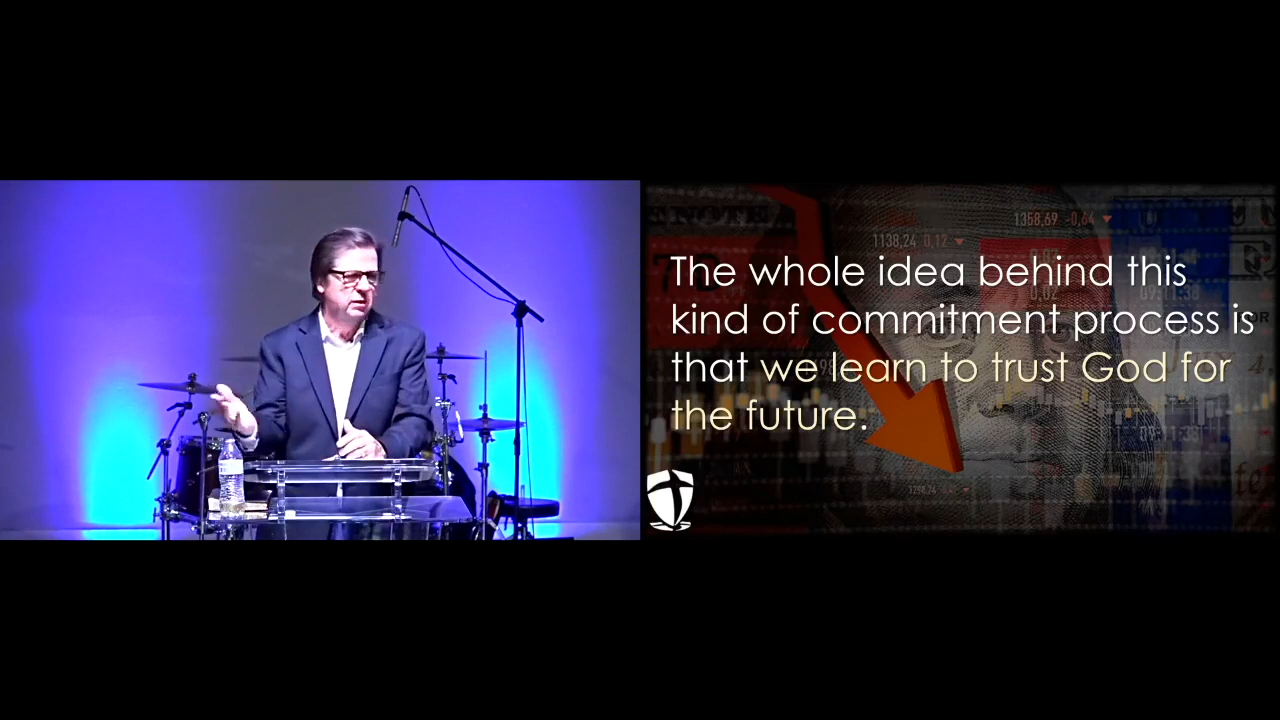 1358,69 -0,64
1138,24 0,12
The whole idea behind this
kind of commitment process is
that we learn to trust God for
the future.